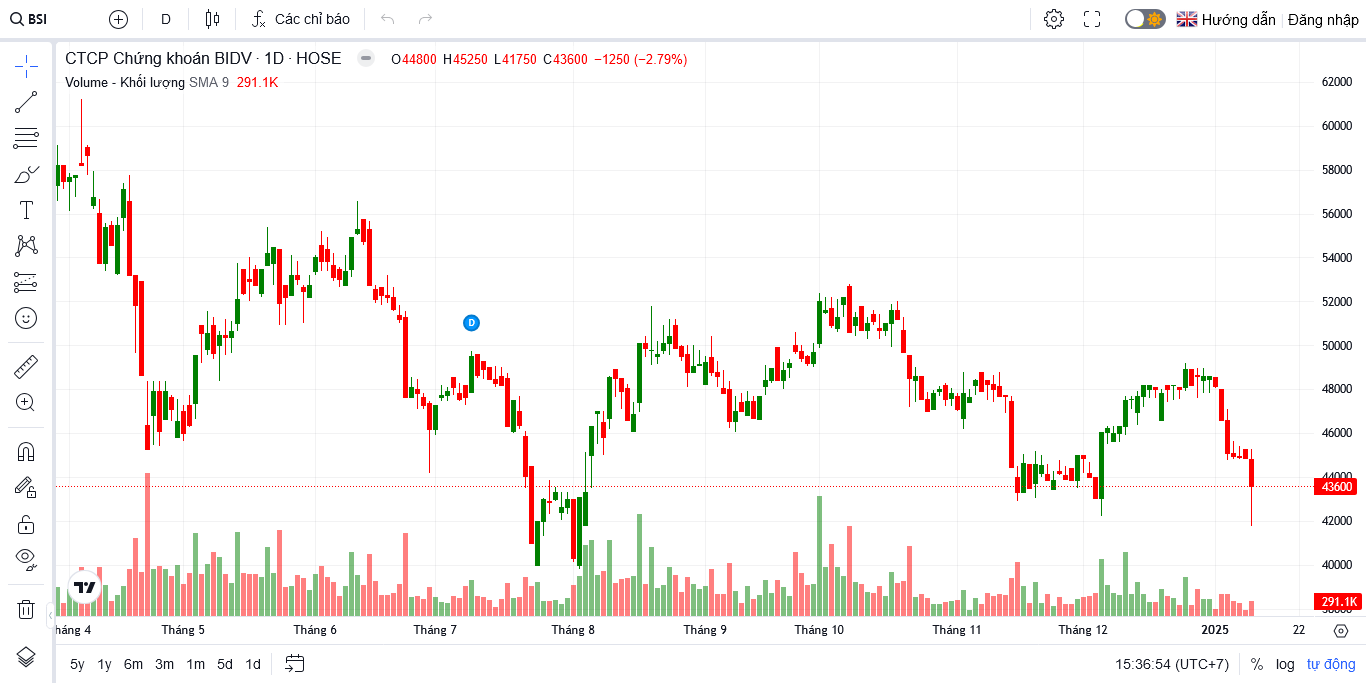 BSI D Các chỉ báo Hướng dẫn Đăng nhập
CTCP Chứng khoán BIDV · 1D · HOSE O44800 H45250 L41750 C43600 −1250 (−2.79%)
Volume - Khối lượng SMA 9 291.1K
62000
60000
58000
56000
54000
52000
D
50000
48000
46000
44000
43600
42000
40000
291.1K
38000
háng 4 Tháng 5 Tháng 6 Tháng 7 Tháng 8 Tháng 9 Tháng 10 Tháng 11 Tháng 12 2025 22
5y 1y 6m 3m 1m 5d 1d 15:36:54 (UTC+7) % log tự động